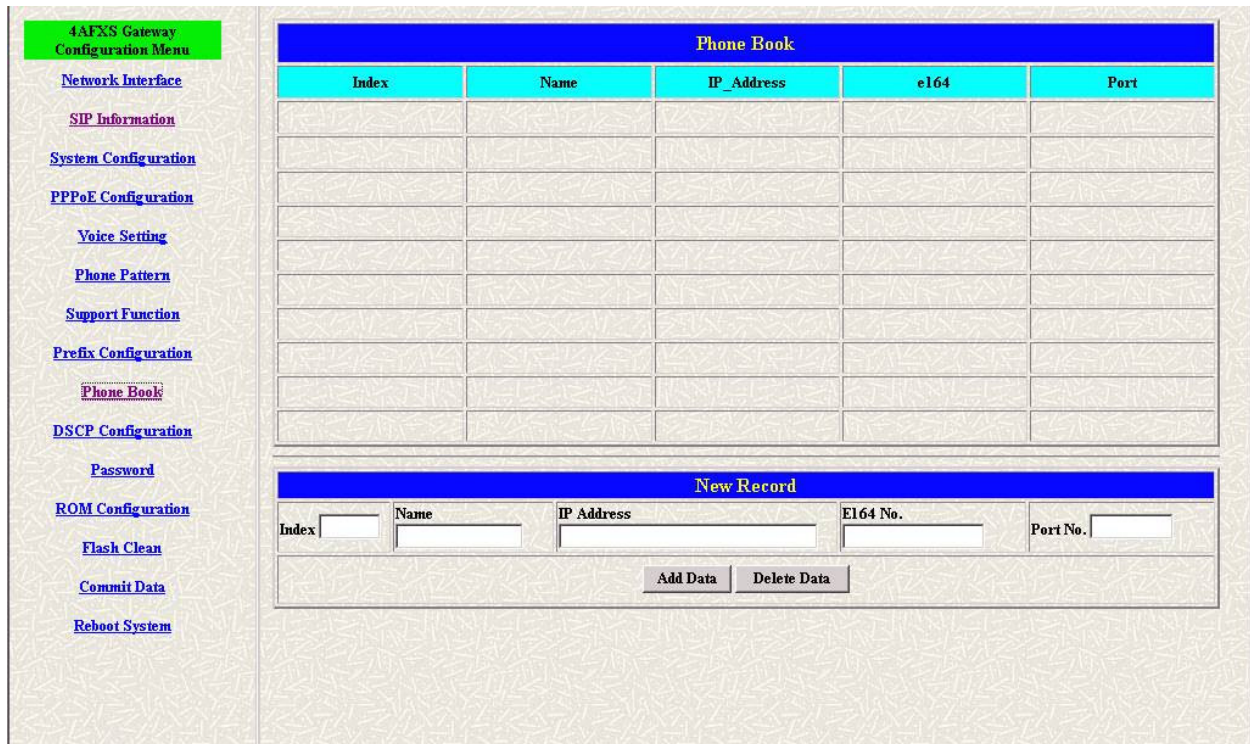 4AFXS Gateway
Configuration Menu
Network Interface
SIP Information
System Configuration
PPPoE Configuration
Voice Setting
Phone Pattern
Support Function
Prefix Configuration
Phone Book
DSCP Configuration
Password
ROM Configuration
Flash Clean
Commit Data
Reboot System
Phone Book
Index Name IP_Address e164 Port
New Record
Index Name IP Address E164 No. Port No.
Add Data Delete Data